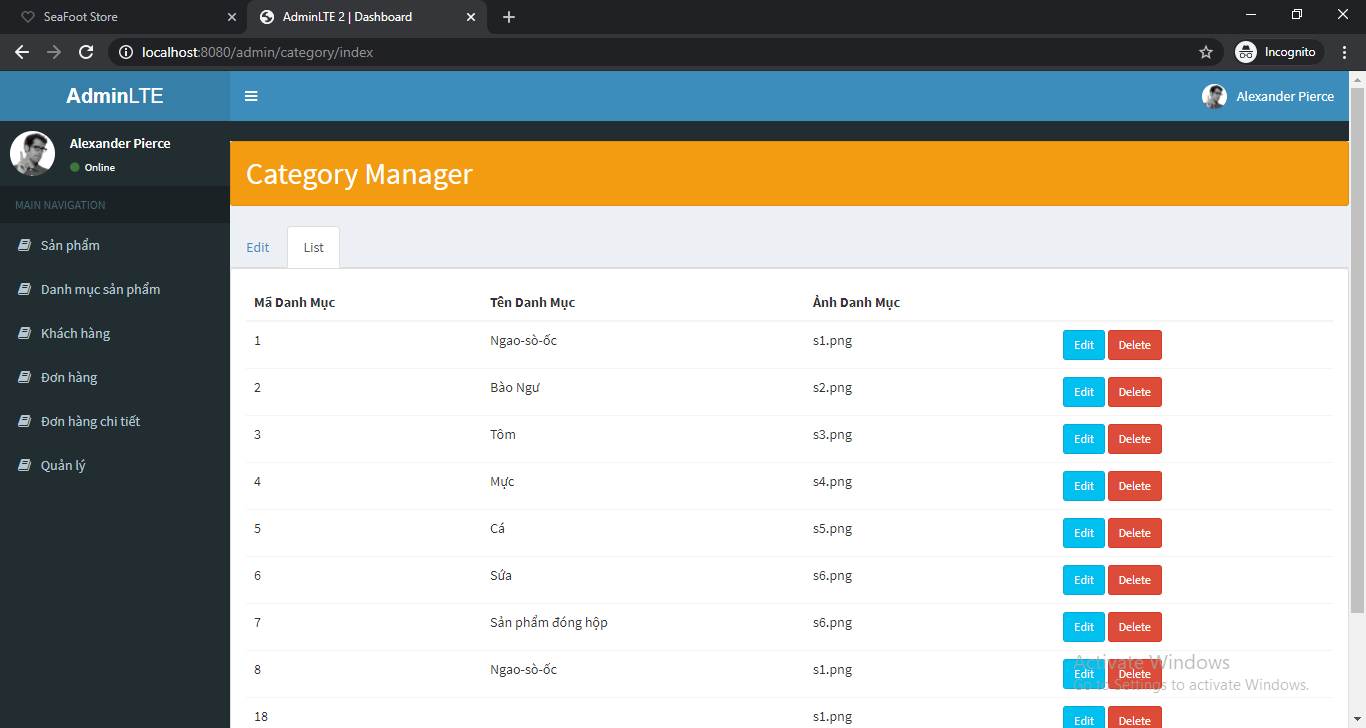 SeaFoot Store
AdminLTE 2 | Dashboard
localhost:8080/admin/category/index
Incognito
AdminLTE
Alexander Pierce
Alexander Pierce
Online
MAIN NAVIGATION
Sản phẩm
Danh mục sản phẩm
Khách hàng
Đơn hàng
Đơn hàng chi tiết
Quản lý
Category Manager
Edit List
Mã Danh Mục Tên Danh Mục Ảnh Danh Mục
1 Ngao-sò-ốc s1.png Edit Delete
2 Bào Ngư s2.png Edit Delete
3 Tôm s3.png Edit Delete
4 Mực s4.png Edit Delete
5 Cá s5.png Edit Delete
6 Sứa s6.png Edit Delete
7 Sản phẩm đóng hộp s6.png Edit Delete
8 Ngao-sò-ốc s1.png Edit Delete
18 s1.png Edit Delete
Activate Windows
Go to Settings to activate Windows.